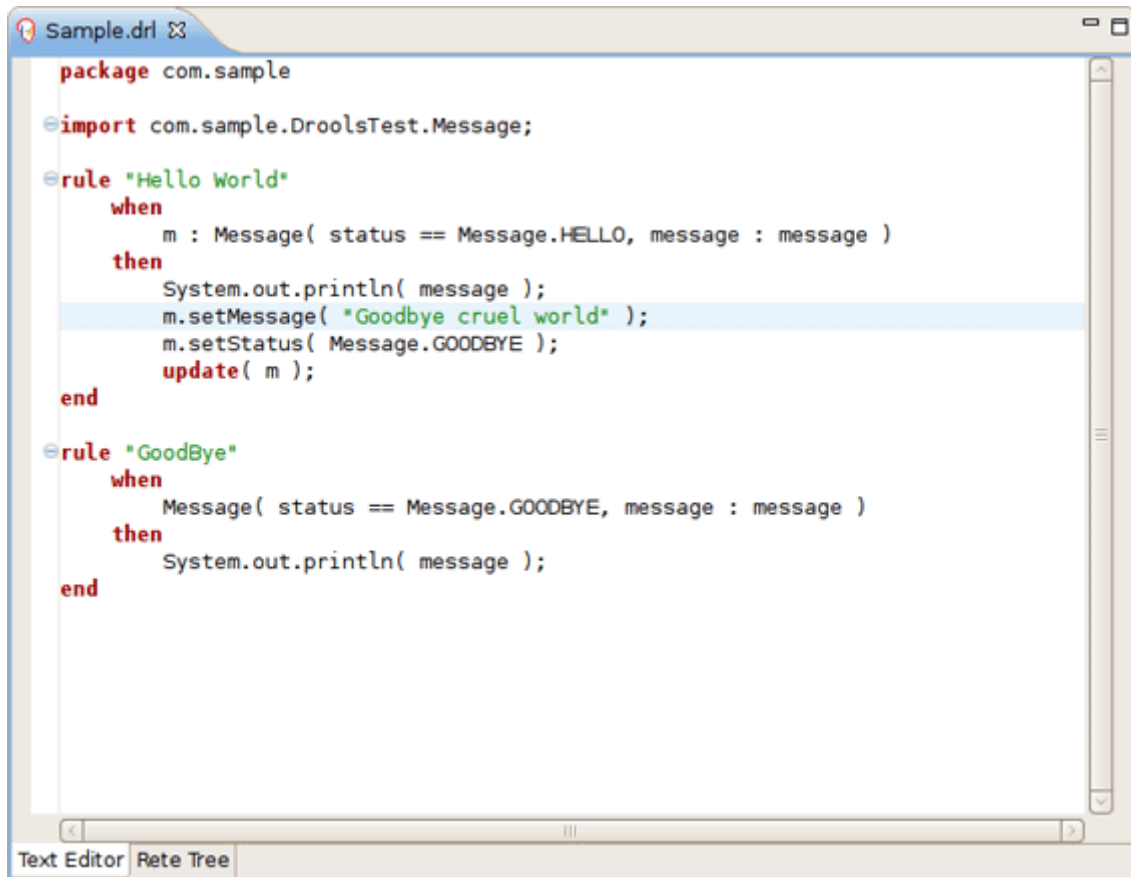 Sample.drl
package com.sample
import com.sample.DroolsTest.Message;
rule "Hello World"
when
m : Message( status == Message.HELLO, message : message )
then
System.out.println( message );
m.setMessage( "Goodbye cruel world" );
m.setStatus( Message.GOODBYE );
update( m );
end
rule "GoodBye"
when
Message( status == Message.GOODBYE, message : message )
then
System.out.println( message );
end
Text Editor Rete Tree